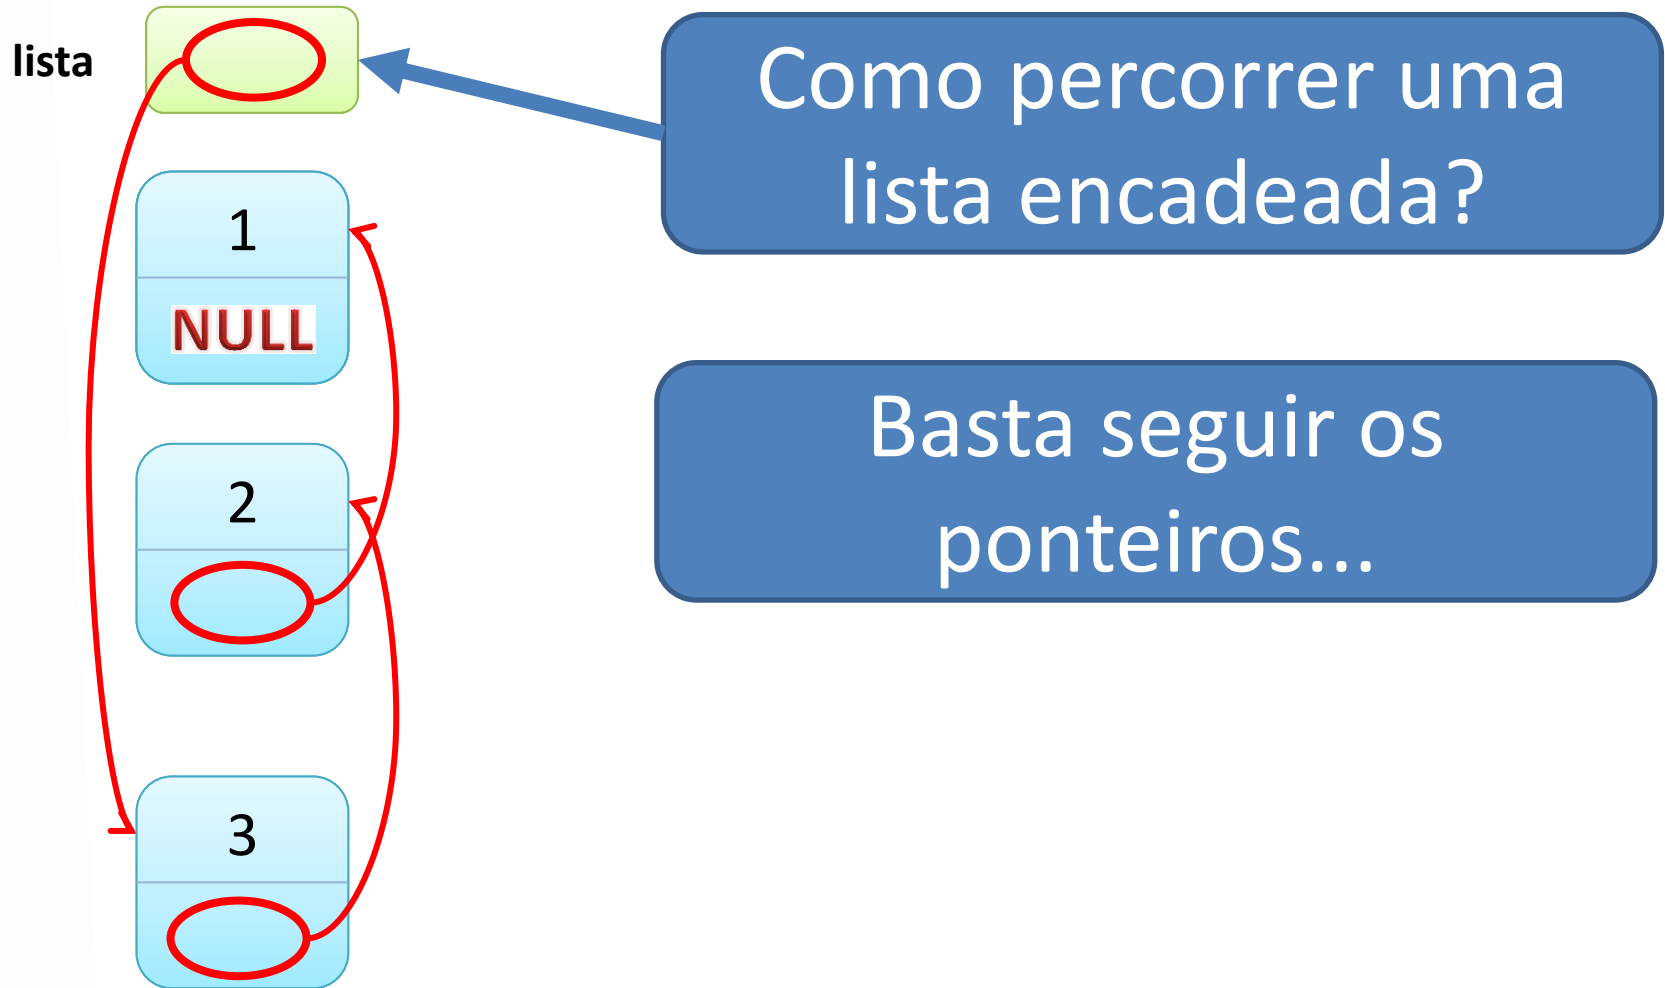 lista
Como percorrer uma
lista encadeada?
1
NULL
Basta seguir os
ponteiros...
2
3